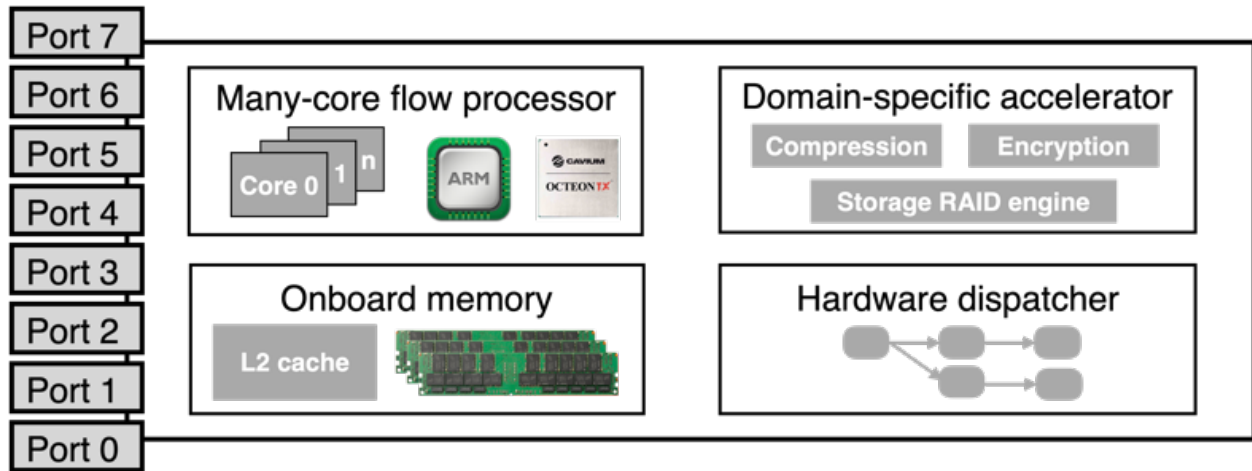 Port 7
Port 6
Port 5
Port 4
Port 3
Port 2
Port 1
Port 0
Many-core flow processor
Core 0
1
n
ARM
CAVIUM
OCTEON TX
Domain-specific accelerator
Compression
Encryption
Storage RAID engine
Onboard memory
L2 cache
Hardware dispatcher